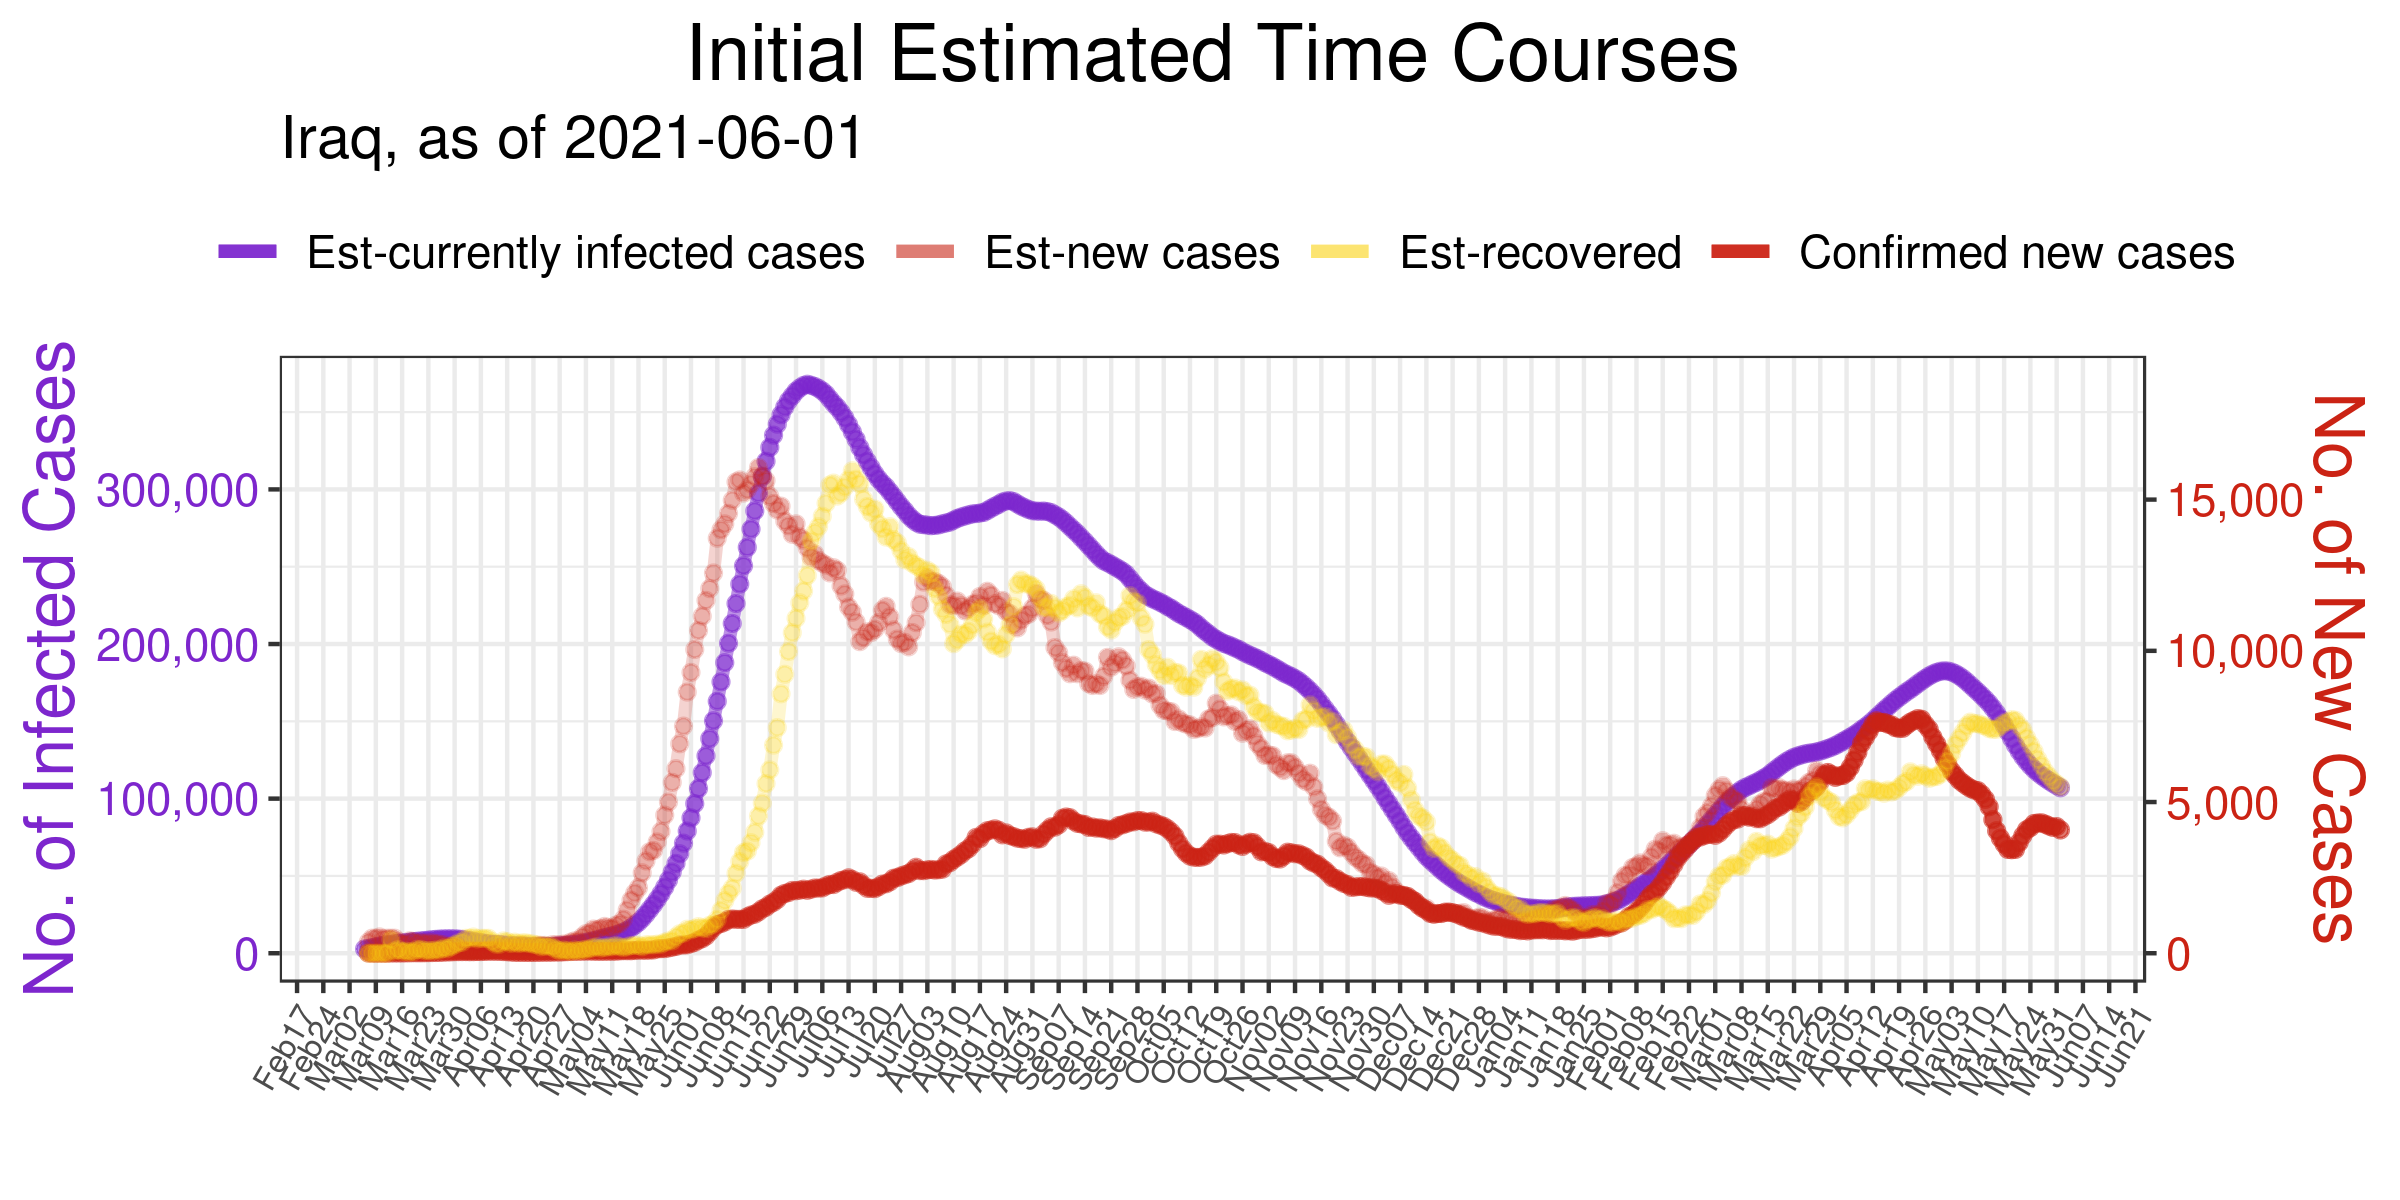 Initial Estimated Time Courses
Iraq, as of 2021-06-01
Est-currently infected cases Est-new cases Est-recovered Confirmed new cases
No. of Infected Cases
300,000
200,000
100,000
0
15,000
10,000
5,000
0
No. of New Cases
Feb17 Feb24 Mar02 Mar09 Mar16 Mar23 Mar30 Apr06 Apr13 Apr20 Apr27 May04 May11 May18 May25 Jun01 Jun08 Jun15 Jun22 Jun29 Jul06 Jul13 Jul20 Jul27 Aug03 Aug10 Aug17 Aug24 Aug31 Sep07 Sep14 Sep21 Sep28 Oct05 Oct12 Oct19 Oct26 Nov02 Nov09 Nov16 Nov23 Nov30 Dec07 Dec14 Dec21 Dec28 Jan04 Jan11 Jan18 Jan25 Feb01 Feb08 Feb15 Feb22 Mar01 Mar08 Mar15 Mar22 Mar29 Apr05 Apr12 Apr19 Apr26 May03 May10 May17 May24 May31 Jun07 Jun14 Jun21